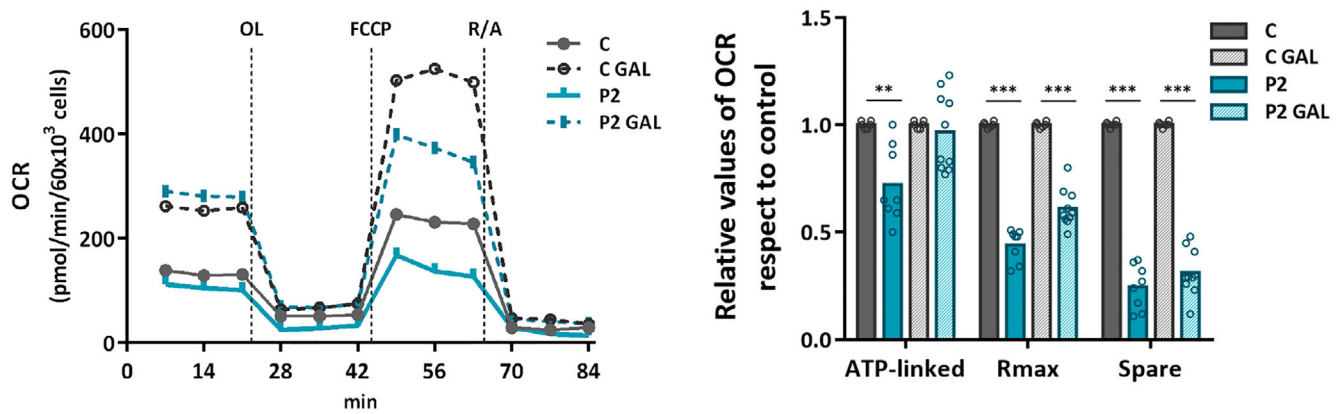 OCR
(pmol/min/60x10³ cells)
600
400
200
0
OL
FCCP
R/A
C
C GAL
P2
P2 GAL
0 14 28 42 56 70 84
min
Relative values of OCR
respect to control
1.5
1.0
0.5
0.0
** *** *** *** ***
C
C GAL
P2
P2 GAL
ATP-linked Rmax Spare